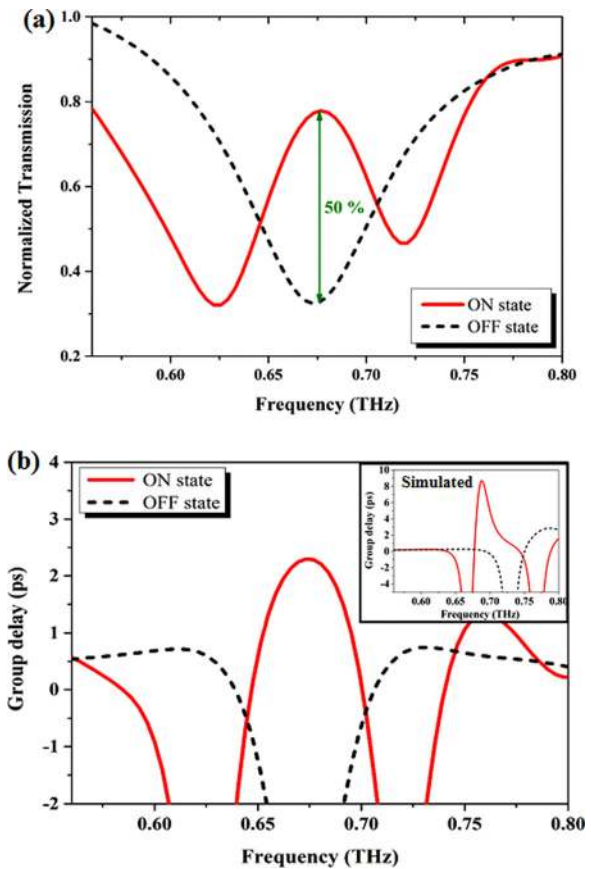 (a)
1.0
0.8
0.6
0.4
0.2
Normalized Transmission
50 %
ON state
OFF state
0.60
0.65
0.70
0.75
0.80
Frequency (THz)
(b)
4
3
2
1
0
-1
-2
Group delay (ps)
ON state
OFF state
Simulated
10
8
6
4
2
0
-2
-4
Group delay (ps)
0.60
0.65
0.70
0.75
0.80
Frequency (THz)
0.60
0.65
0.70
0.75
0.80
Frequency (THz)